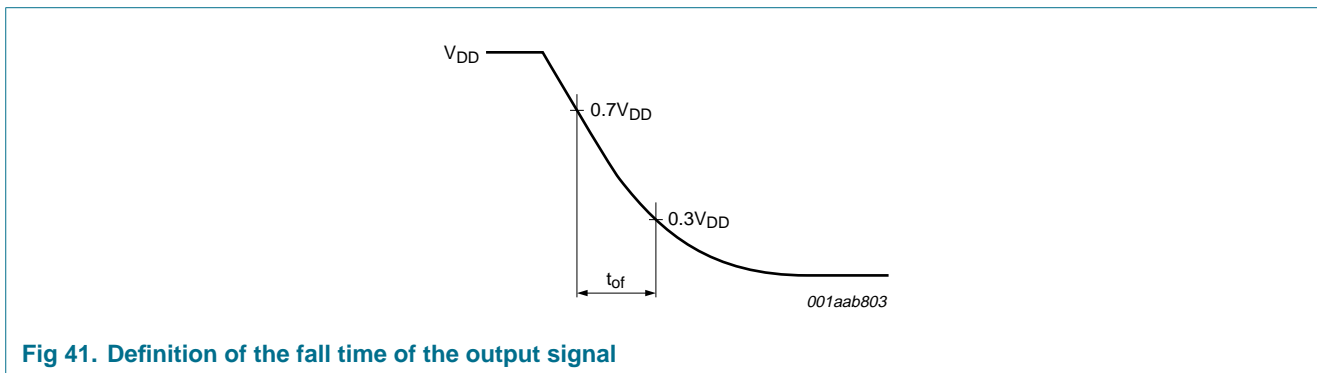 VDD
0.7VDD
0.3VDD
tof
001aab803
Fig 41. Definition of the fall time of the output signal